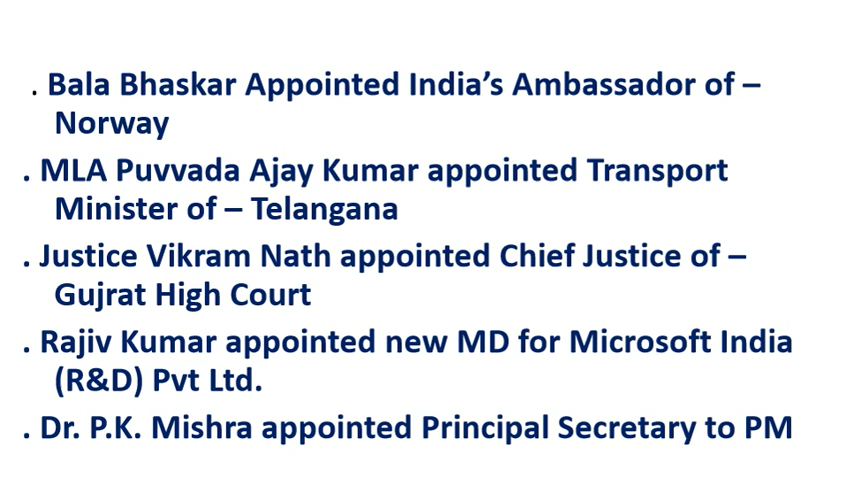 . Bala Bhaskar Appointed India’s Ambassador of –
Norway
. MLA Puvvada Ajay Kumar appointed Transport
Minister of – Telangana
. Justice Vikram Nath appointed Chief Justice of –
Gujrat High Court
. Rajiv Kumar appointed new MD for Microsoft India
(R&D) Pvt Ltd.
. Dr. P.K. Mishra appointed Principal Secretary to PM